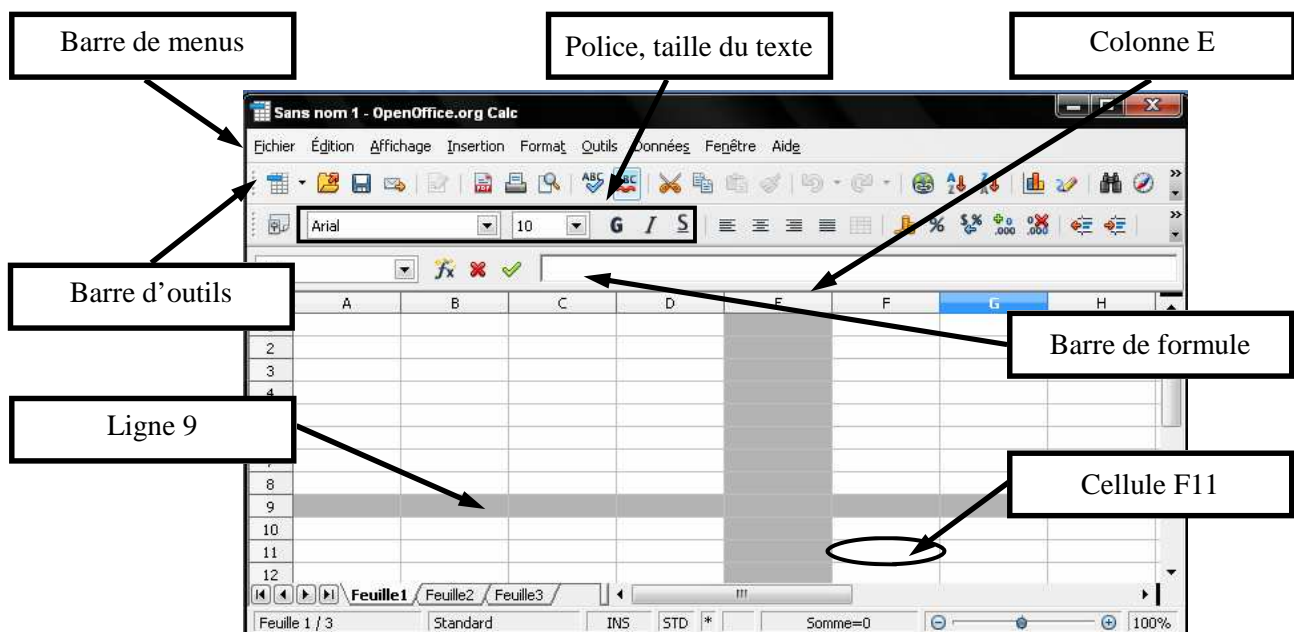 Barre de menus
Police, taille du texte
Colonne E
Sans nom 1 - OpenOffice.org Calc
Fichier Édition Affichage Insertion Format Outils Données Fenêtre Aide
Arial 10 G I S
Barre d’outils
A B C D E F G H
Barre de formule
2
3
4
Ligne 9
8
Cellule F11
9
10
11
12
Feuille1 Feuille2 Feuille3
Feuille 1 / 3 Standard INS STD * Somme=0 100%